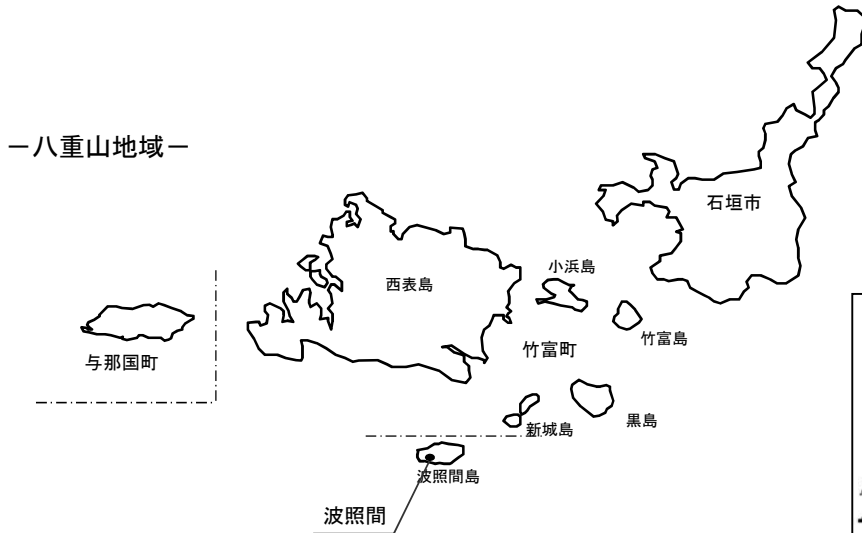 －八重山地域－
石垣市
小浜島
西表島
竹富島
竹富町
与那国町
黒島
新城島
波照間島
波照間